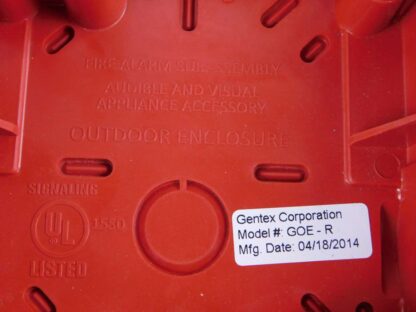 FIRE ALARM SUB-ASSEMBLY
AUDIBLE AND VISUAL
APPLIANCE ACCESSORY
OUTDOOR ENCLOSURE
SIGNALING
UL
1530
LISTED
Gentex Corporation
Model #: GOE - R
Mfg. Date: 04/18/2014